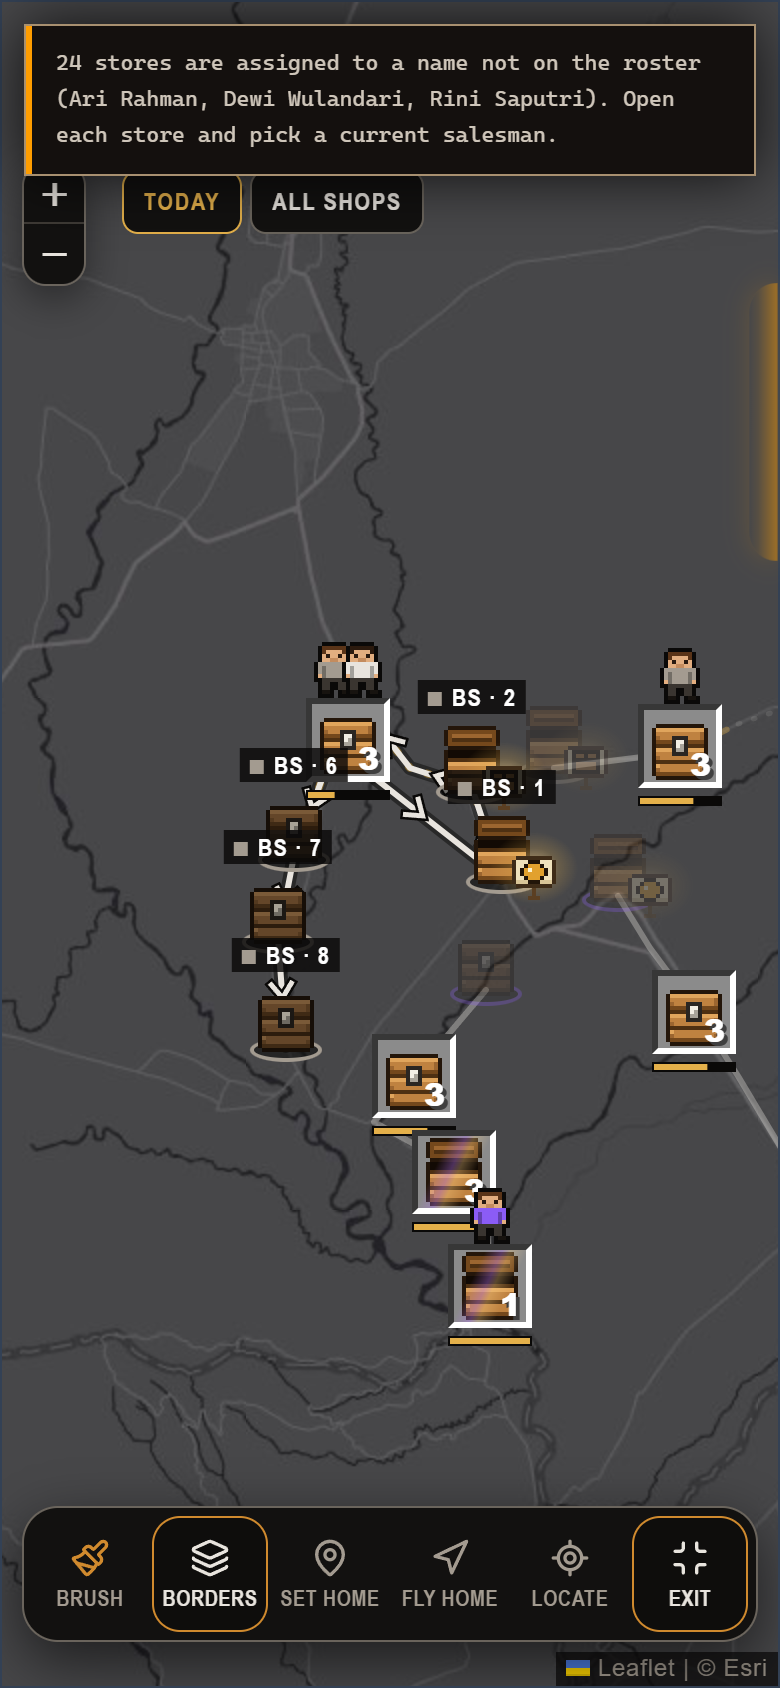 24 stores are assigned to a name not on the roster
(Ari Rahman, Dewi Wulandari, Rini Saputri). Open
each store and pick a current salesman.
+
TODAY
ALL SHOPS
−
BS · 2
3
BS · 6
3
BS · 1
BS · 7
BS · 8
3
3
3
1
BRUSH
BORDERS
SET HOME
FLY HOME
LOCATE
EXIT
Leaflet | © Esri